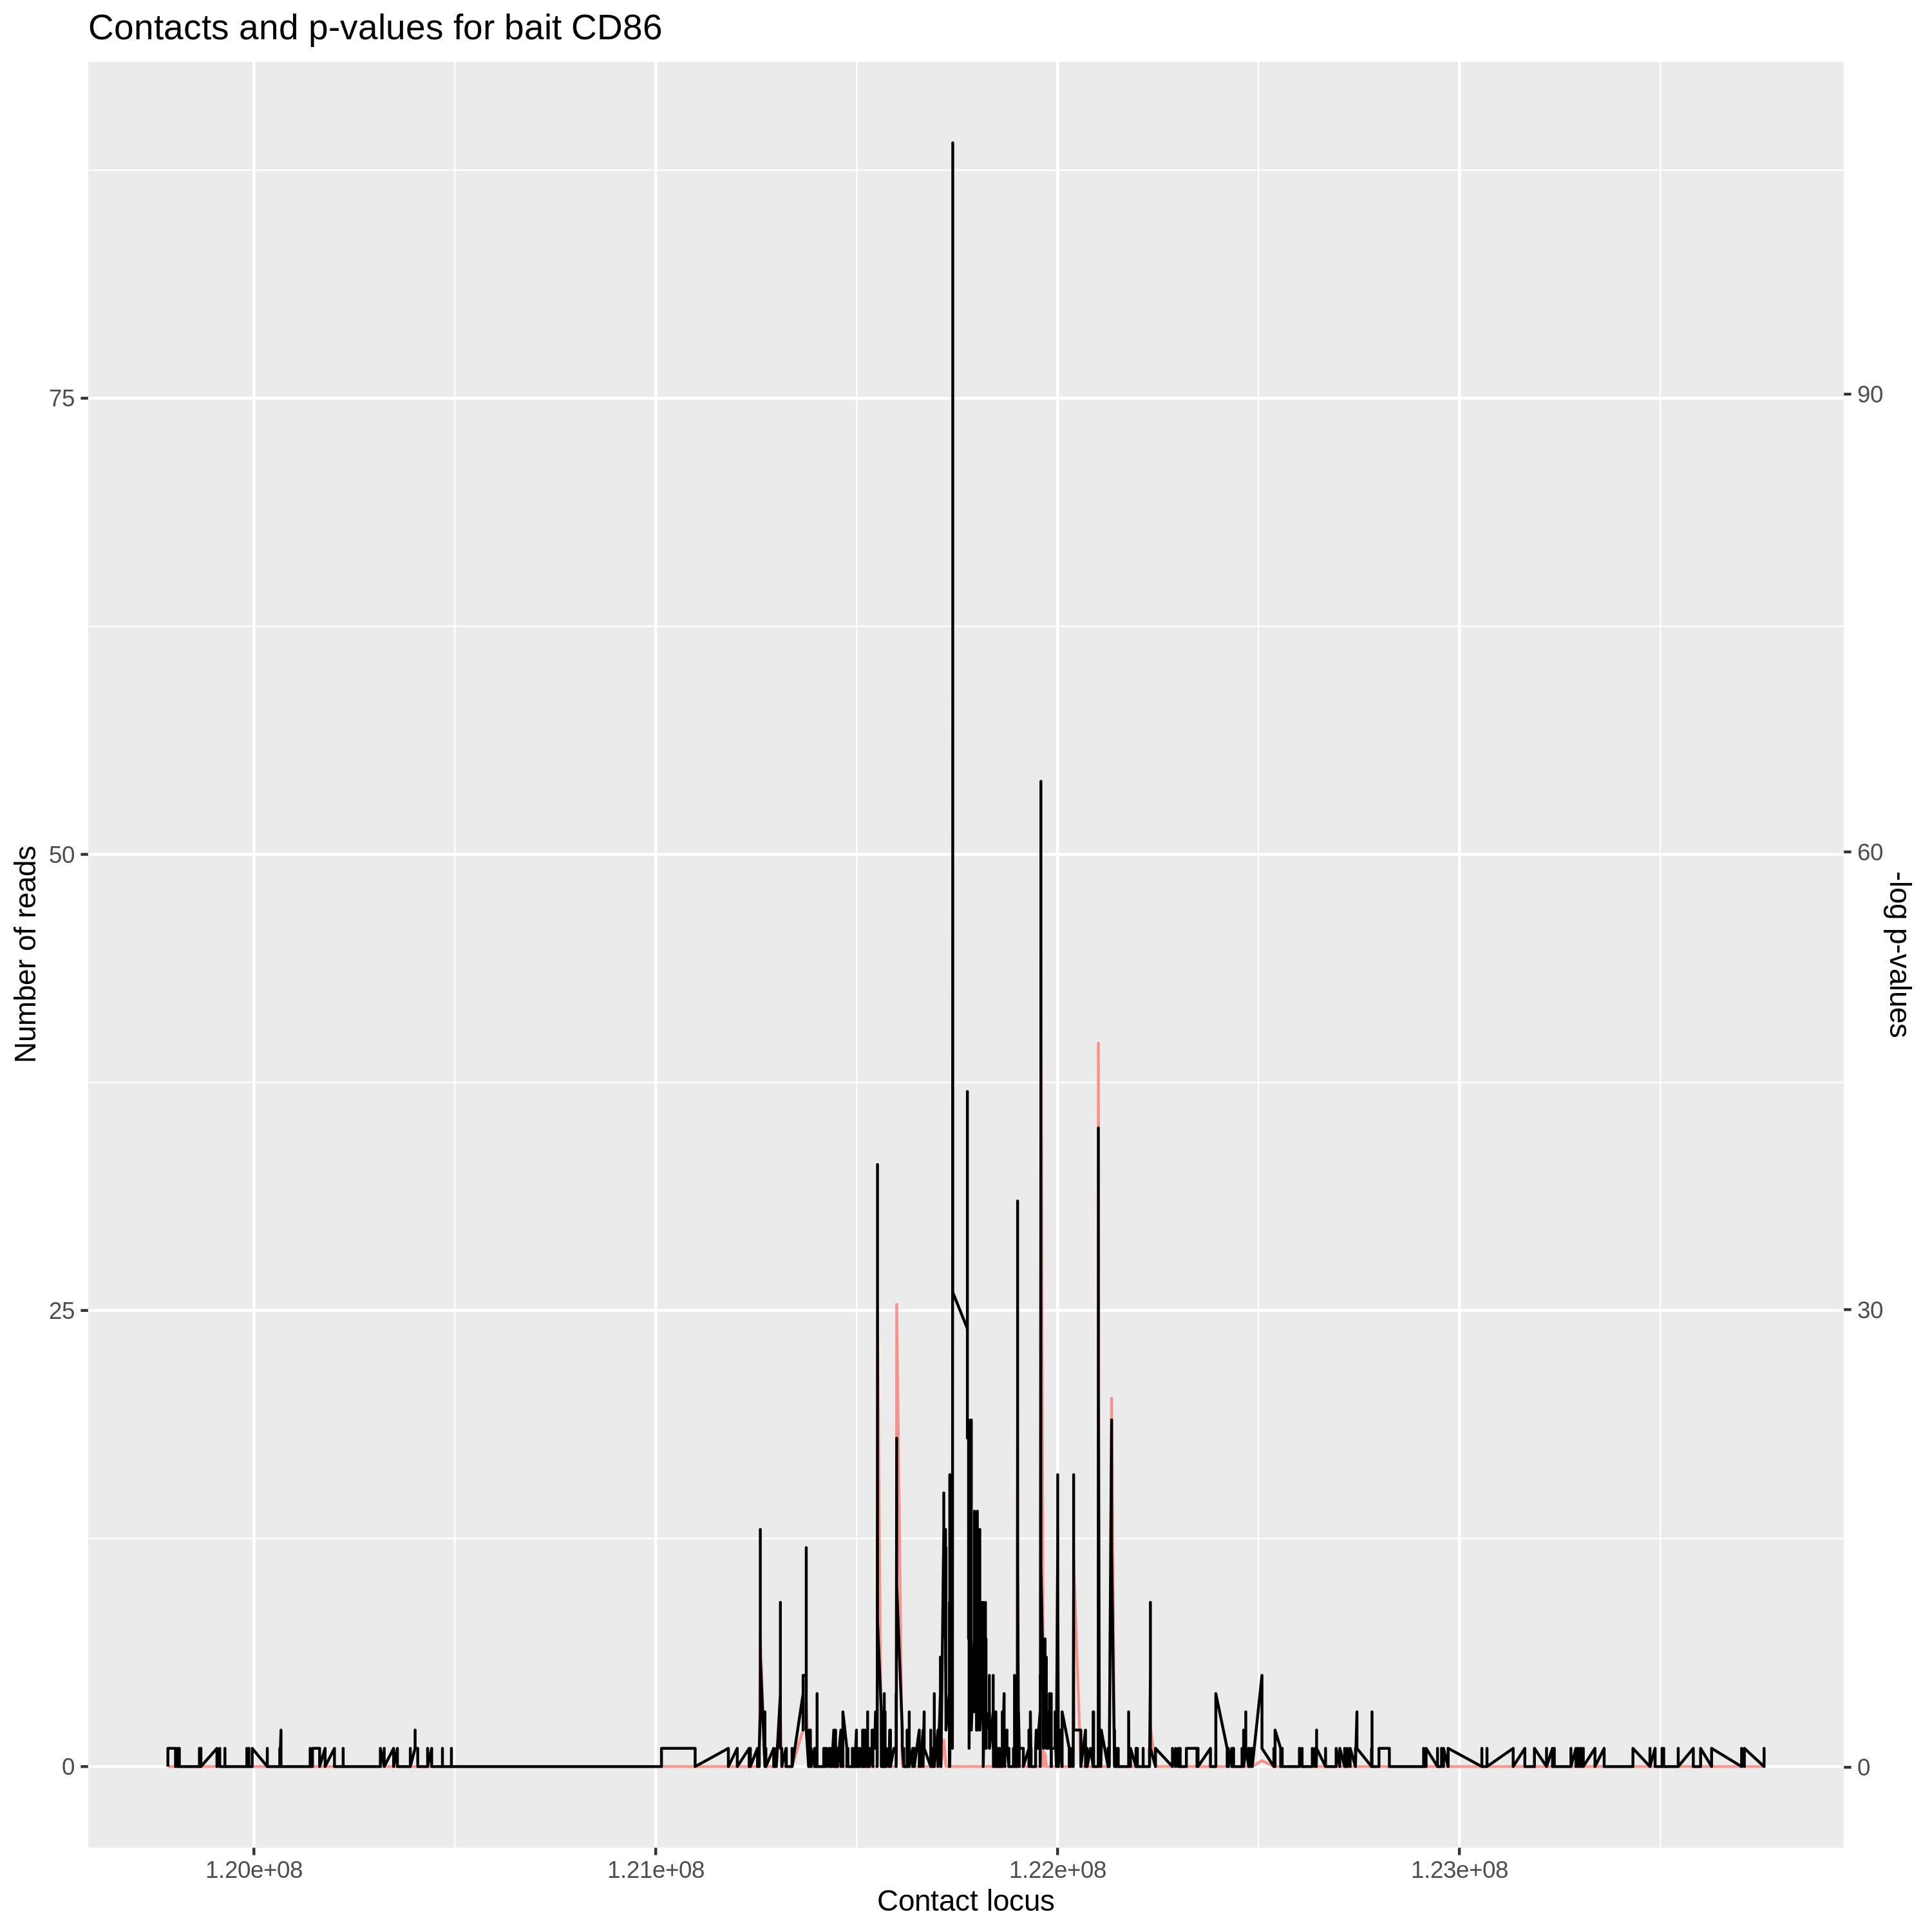 Contacts and p-values for bait CD86
75
50
25
0
90
60
30
0
Number of reads
-log p-values
1.20e+08 1.21e+08 1.22e+08 1.23e+08
Contact locus